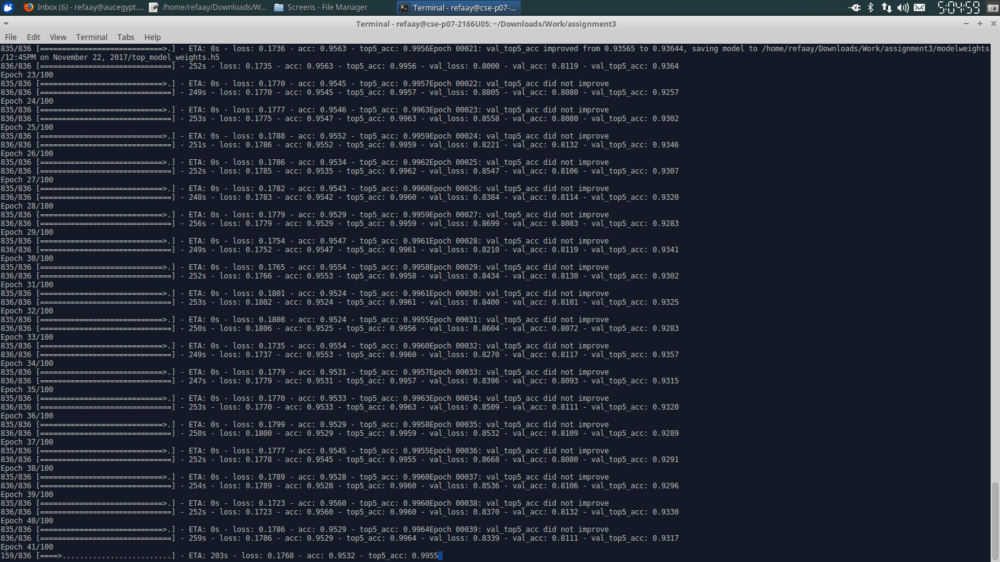 Inbox (6) - refaay@aucegypt.... /home/refaay/Downloads/W... Screens - File Manager Terminal - refaay@cse-p07-... 5:04:59
Terminal - refaay@cse-p07-2166U05: ~/Downloads/Work/assignment3
File Edit View Terminal Tabs Help
835/836 [============================>.] - ETA: 0s - loss: 0.1736 - acc: 0.9563 - top5_acc: 0.9956Epoch 00021: val_top5_acc improved from 0.93565 to 0.93644, saving model to /home/refaay/Downloads/Work/assignment3/modelweights
/12:45PM on November 22, 2017/top_model_weights.h5
836/836 [==============================] - 252s - loss: 0.1735 - acc: 0.9563 - top5_acc: 0.9956 - val_loss: 0.8000 - val_acc: 0.8119 - val_top5_acc: 0.9364
Epoch 23/100
835/836 [============================>.] - ETA: 0s - loss: 0.1770 - acc: 0.9545 - top5_acc: 0.9957Epoch 00022: val_top5_acc did not improve
836/836 [==============================] - 249s - loss: 0.1770 - acc: 0.9545 - top5_acc: 0.9957 - val_loss: 0.8805 - val_acc: 0.8080 - val_top5_acc: 0.9257
Epoch 24/100
835/836 [============================>.] - ETA: 0s - loss: 0.1777 - acc: 0.9546 - top5_acc: 0.9963Epoch 00023: val_top5_acc did not improve
836/836 [==============================] - 253s - loss: 0.1775 - acc: 0.9547 - top5_acc: 0.9963 - val_loss: 0.8558 - val_acc: 0.8080 - val_top5_acc: 0.9302
Epoch 25/100
835/836 [============================>.] - ETA: 0s - loss: 0.1788 - acc: 0.9552 - top5_acc: 0.9959Epoch 00024: val_top5_acc did not improve
836/836 [==============================] - 251s - loss: 0.1786 - acc: 0.9552 - top5_acc: 0.9959 - val_loss: 0.8221 - val_acc: 0.8132 - val_top5_acc: 0.9346
Epoch 26/100
835/836 [============================>.] - ETA: 0s - loss: 0.1786 - acc: 0.9534 - top5_acc: 0.9962Epoch 00025: val_top5_acc did not improve
836/836 [==============================] - 252s - loss: 0.1785 - acc: 0.9535 - top5_acc: 0.9962 - val_loss: 0.8547 - val_acc: 0.8106 - val_top5_acc: 0.9307
Epoch 27/100
835/836 [============================>.] - ETA: 0s - loss: 0.1782 - acc: 0.9543 - top5_acc: 0.9960Epoch 00026: val_top5_acc did not improve
836/836 [==============================] - 248s - loss: 0.1783 - acc: 0.9542 - top5_acc: 0.9960 - val_loss: 0.8384 - val_acc: 0.8114 - val_top5_acc: 0.9320
Epoch 28/100
835/836 [============================>.] - ETA: 0s - loss: 0.1779 - acc: 0.9529 - top5_acc: 0.9959Epoch 00027: val_top5_acc did not improve
836/836 [==============================] - 256s - loss: 0.1779 - acc: 0.9529 - top5_acc: 0.9959 - val_loss: 0.8699 - val_acc: 0.8083 - val_top5_acc: 0.9283
Epoch 29/100
835/836 [============================>.] - ETA: 0s - loss: 0.1754 - acc: 0.9547 - top5_acc: 0.9961Epoch 00028: val_top5_acc did not improve
836/836 [==============================] - 249s - loss: 0.1752 - acc: 0.9547 - top5_acc: 0.9961 - val_loss: 0.8210 - val_acc: 0.8119 - val_top5_acc: 0.9341
Epoch 30/100
835/836 [============================>.] - ETA: 0s - loss: 0.1765 - acc: 0.9554 - top5_acc: 0.9958Epoch 00029: val_top5_acc did not improve
836/836 [==============================] - 252s - loss: 0.1766 - acc: 0.9553 - top5_acc: 0.9958 - val_loss: 0.8434 - val_acc: 0.8130 - val_top5_acc: 0.9302
Epoch 31/100
835/836 [============================>.] - ETA: 0s - loss: 0.1801 - acc: 0.9524 - top5_acc: 0.9961Epoch 00030: val_top5_acc did not improve
836/836 [==============================] - 253s - loss: 0.1802 - acc: 0.9524 - top5_acc: 0.9961 - val_loss: 0.8400 - val_acc: 0.8101 - val_top5_acc: 0.9325
Epoch 32/100
835/836 [============================>.] - ETA: 0s - loss: 0.1808 - acc: 0.9524 - top5_acc: 0.9955Epoch 00031: val_top5_acc did not improve
836/836 [==============================] - 250s - loss: 0.1806 - acc: 0.9525 - top5_acc: 0.9956 - val_loss: 0.8604 - val_acc: 0.8072 - val_top5_acc: 0.9283
Epoch 33/100
835/836 [============================>.] - ETA: 0s - loss: 0.1735 - acc: 0.9554 - top5_acc: 0.9960Epoch 00032: val_top5_acc did not improve
836/836 [==============================] - 249s - loss: 0.1737 - acc: 0.9553 - top5_acc: 0.9960 - val_loss: 0.8270 - val_acc: 0.8117 - val_top5_acc: 0.9357
Epoch 34/100
835/836 [============================>.] - ETA: 0s - loss: 0.1779 - acc: 0.9531 - top5_acc: 0.9957Epoch 00033: val_top5_acc did not improve
836/836 [==============================] - 247s - loss: 0.1779 - acc: 0.9531 - top5_acc: 0.9957 - val_loss: 0.8396 - val_acc: 0.8093 - val_top5_acc: 0.9315
Epoch 35/100
835/836 [============================>.] - ETA: 0s - loss: 0.1770 - acc: 0.9533 - top5_acc: 0.9963Epoch 00034: val_top5_acc did not improve
836/836 [==============================] - 253s - loss: 0.1770 - acc: 0.9533 - top5_acc: 0.9963 - val_loss: 0.8509 - val_acc: 0.8111 - val_top5_acc: 0.9320
Epoch 36/100
835/836 [============================>.] - ETA: 0s - loss: 0.1799 - acc: 0.9529 - top5_acc: 0.9958Epoch 00035: val_top5_acc did not improve
836/836 [==============================] - 250s - loss: 0.1800 - acc: 0.9529 - top5_acc: 0.9959 - val_loss: 0.8532 - val_acc: 0.8109 - val_top5_acc: 0.9289
Epoch 37/100
835/836 [============================>.] - ETA: 0s - loss: 0.1777 - acc: 0.9545 - top5_acc: 0.9955Epoch 00036: val_top5_acc did not improve
836/836 [==============================] - 252s - loss: 0.1778 - acc: 0.9545 - top5_acc: 0.9955 - val_loss: 0.8668 - val_acc: 0.8080 - val_top5_acc: 0.9291
Epoch 38/100
835/836 [============================>.] - ETA: 0s - loss: 0.1789 - acc: 0.9528 - top5_acc: 0.9960Epoch 00037: val_top5_acc did not improve
836/836 [==============================] - 254s - loss: 0.1789 - acc: 0.9528 - top5_acc: 0.9960 - val_loss: 0.8536 - val_acc: 0.8106 - val_top5_acc: 0.9296
Epoch 39/100
835/836 [============================>.] - ETA: 0s - loss: 0.1723 - acc: 0.9560 - top5_acc: 0.9960Epoch 00038: val_top5_acc did not improve
836/836 [==============================] - 252s - loss: 0.1723 - acc: 0.9560 - top5_acc: 0.9960 - val_loss: 0.8370 - val_acc: 0.8132 - val_top5_acc: 0.9330
Epoch 40/100
835/836 [============================>.] - ETA: 0s - loss: 0.1786 - acc: 0.9529 - top5_acc: 0.9964Epoch 00039: val_top5_acc did not improve
836/836 [==============================] - 259s - loss: 0.1786 - acc: 0.9529 - top5_acc: 0.9964 - val_loss: 0.8339 - val_acc: 0.8111 - val_top5_acc: 0.9317
Epoch 41/100
159/836 [====>.........................] - ETA: 203s - loss: 0.1768 - acc: 0.9532 - top5_acc: 0.9955